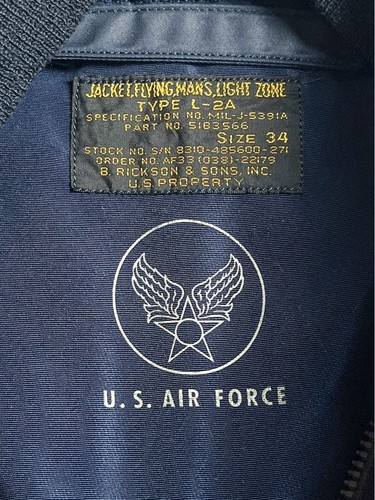 JACKET,FLYING,MAN'S,LIGHT ZONE
TYPE L-2A
SPECIFICATION NO. MIL-J-5391A
PART NO. 51B3566
SIZE 34
STOCK NO. S/N 8310-485600-271
ORDER NO. AF33(038)-22179
B. RICKSON & SONS, INC.
U.S. PROPERTY
U.S. AIR FORCE